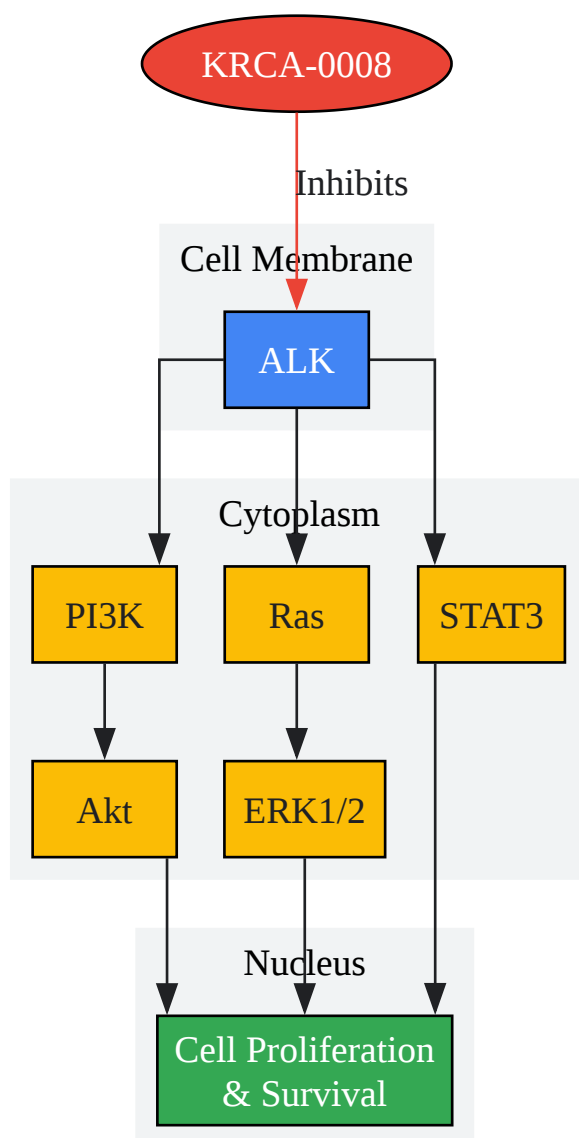 KRCA-0008
Inhibits
Cell Membrane
ALK
Cytoplasm
PI3K
Ras
STAT3
Akt
ERK1/2
Nucleus
Cell Proliferation
& Survival